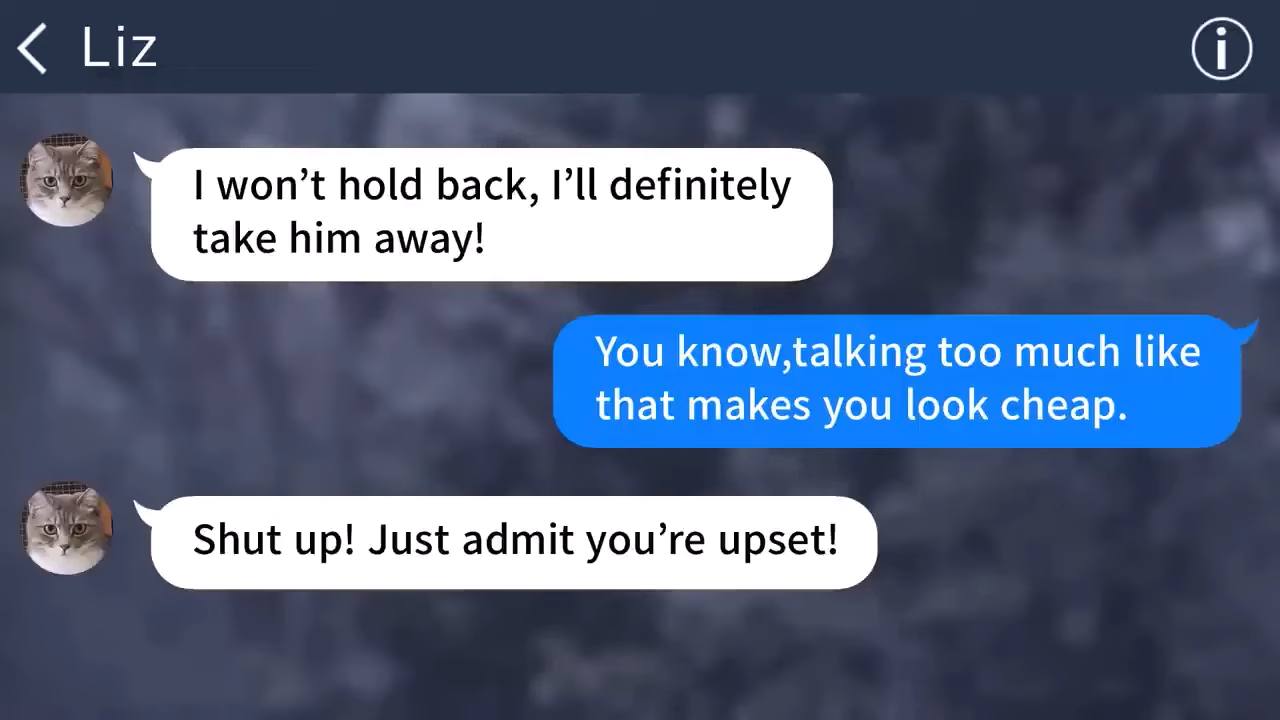 Liz
I won’t hold back, I’ll definitely
take him away!
You know,talking too much like
that makes you look cheap.
Shut up! Just admit you’re upset!